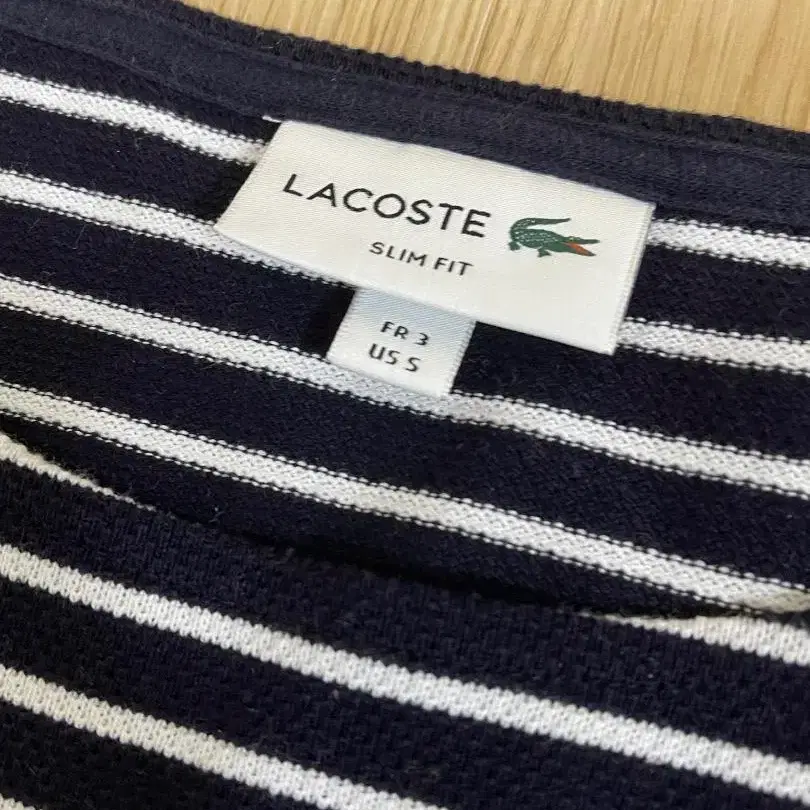 LACOSTE
SLIM FIT
FR 3
US S